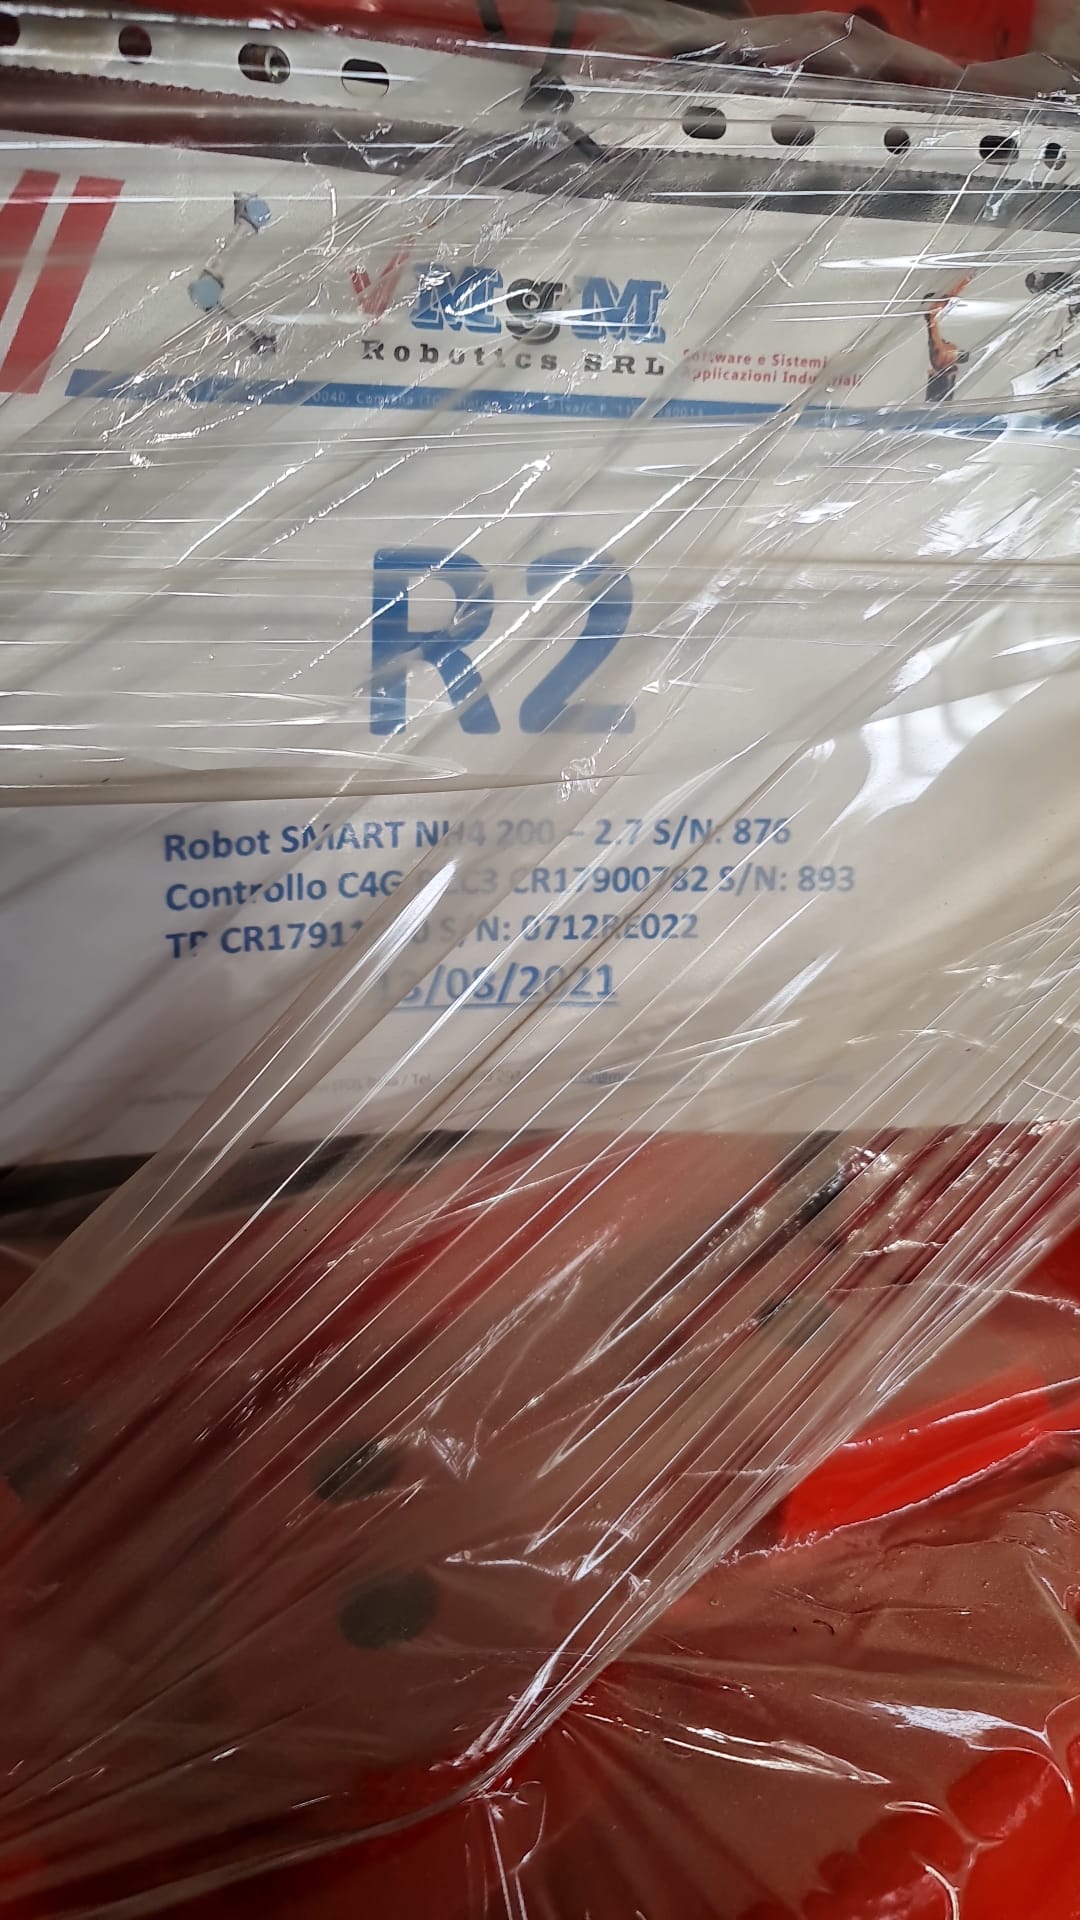 MgM
Robotics SRL
Software e Sistemi
Applicazioni Industriali
R2
Robot SMART NH4 200 – 2.7 S/N: 876
Controllo C4G CR17900782 S/N: 893
S/N: 0712RE022
/2021